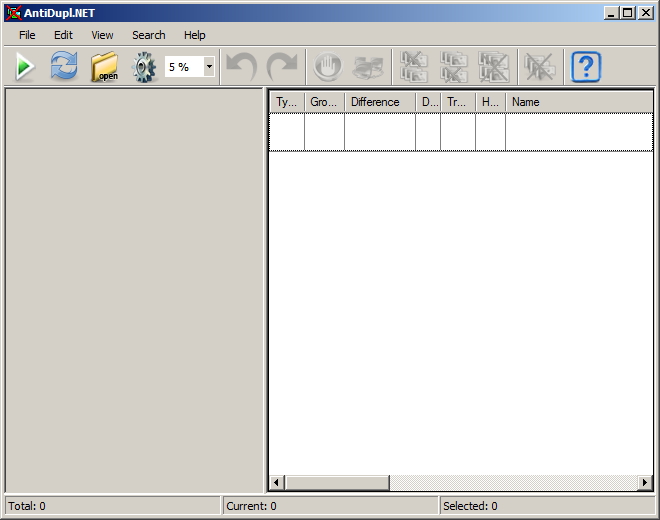 AntiDupl.NET
File Edit View Search Help
open 5 % ?
Ty... Gro... Difference D... Tr... H... Name
Total: 0 Current: 0 Selected: 0